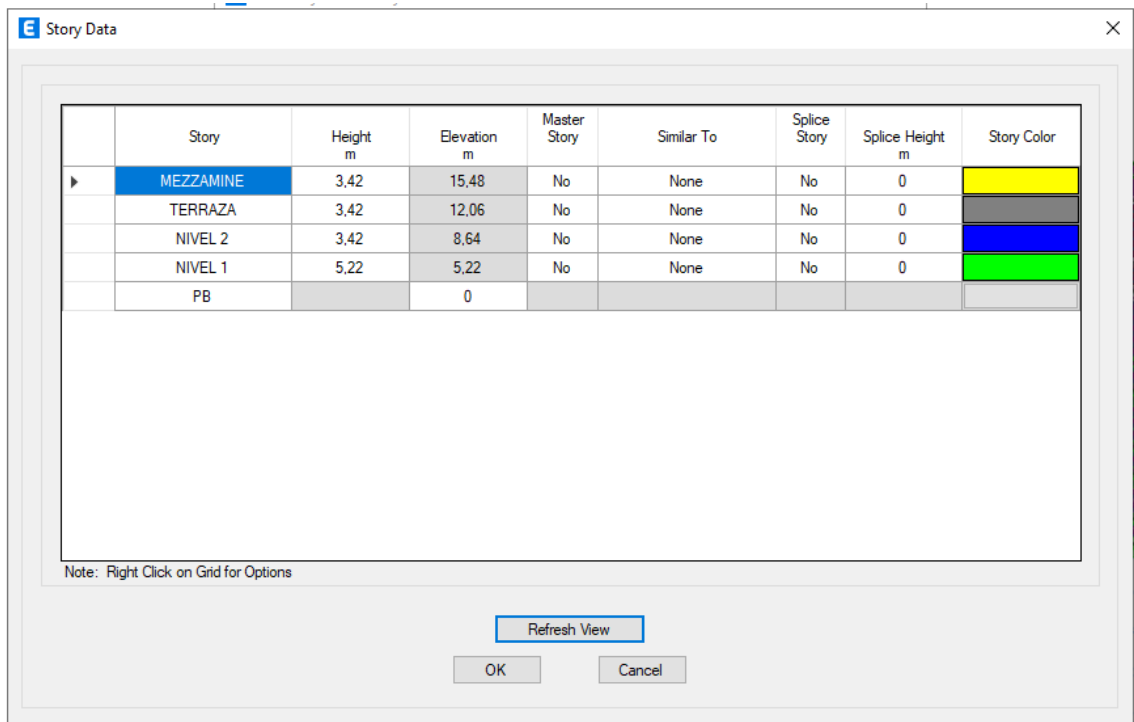 E Story Data
Story Height m Elevation m Master Story Similar To Splice Story Splice Height m Story Color
MEZZAMINE 3,42 15,48 No None No 0
TERRAZA 3,42 12,06 No None No 0
NIVEL 2 3,42 8,64 No None No 0
NIVEL 1 5,22 5,22 No None No 0
PB 0
Note: Right Click on Grid for Options
Refresh View
OK Cancel